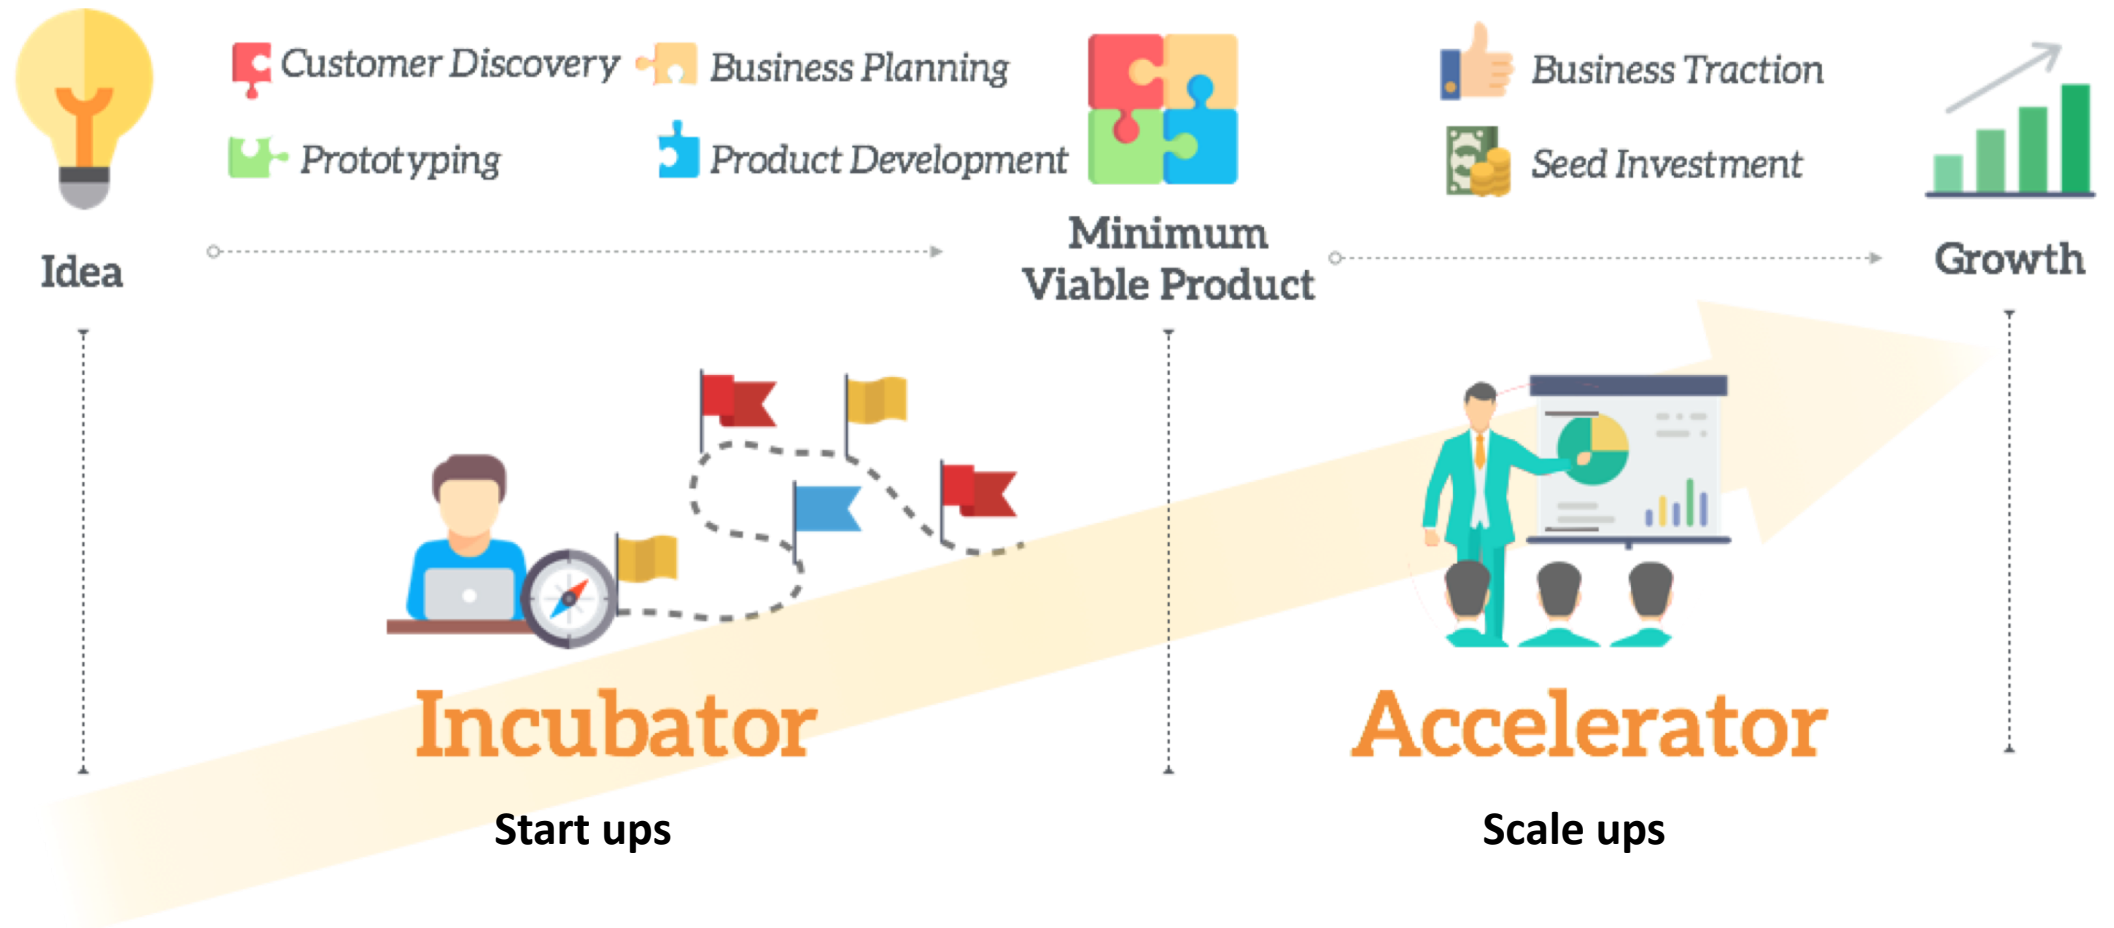 Customer Discovery
Business Planning
Prototyping
Product Development
Business Traction
Seed Investment
Idea
Minimum
Viable Product
Growth
Incubator
Accelerator
Start ups
Scale ups